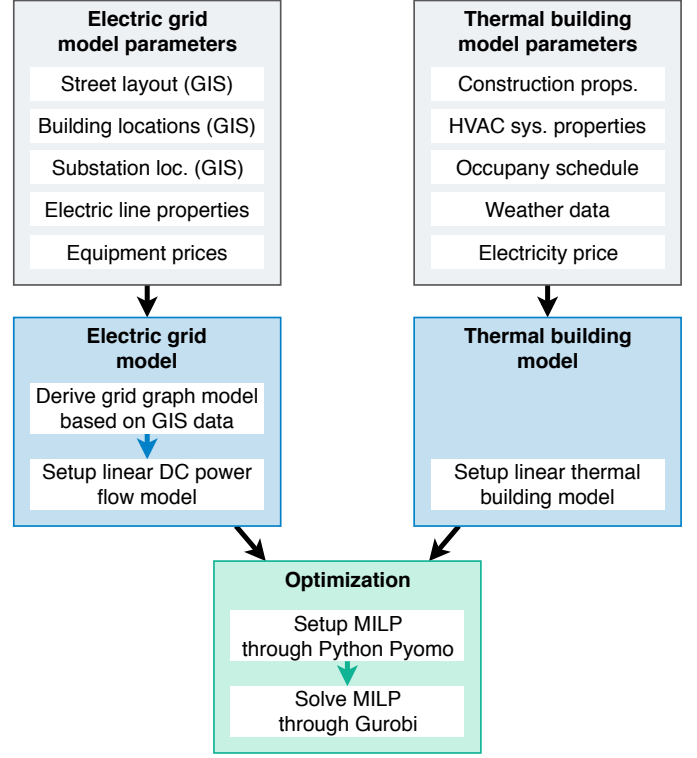 Electric grid
model parameters
Street layout (GIS)
Building locations (GIS)
Substation loc. (GIS)
Electric line properties
Equipment prices
Thermal building
model parameters
Construction props.
HVAC sys. properties
Occupany schedule
Weather data
Electricity price
Electric grid
model
Derive grid graph model
based on GIS data
Setup linear DC power
flow model
Thermal building
model
Setup linear thermal
building model
Optimization
Setup MILP
through Python Pyomo
Solve MILP
through Gurobi